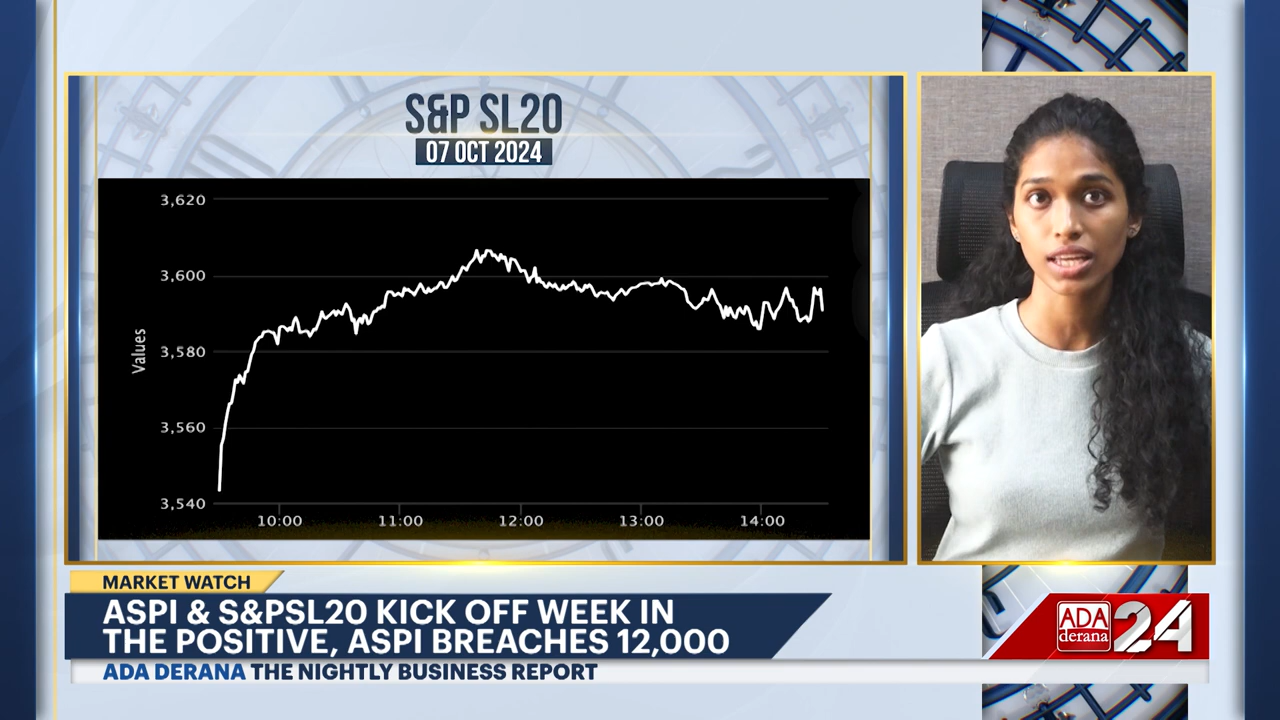 S&P SL20
07 OCT 2024
3,620
3,600
3,580
3,560
3,540
Values
10:00
11:00
12:00
13:00
14:00
MARKET WATCH
ASPI & S&PSL20 KICK OFF WEEK IN
THE POSITIVE, ASPI BREACHES 12,000
ADA DERANA THE NIGHTLY BUSINESS REPORT
ADA
derana
24